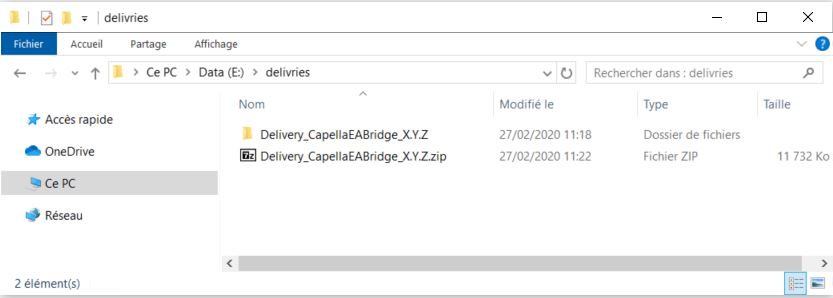 delivries
Fichier Accueil Partage Affichage
Ce PC Data (E:) delivries Rechercher dans : delivries
Nom Modifié le Type Taille
Accès rapide
OneDrive
Ce PC
Réseau
Delivery_CapellaEABridge_X.Y.Z 27/02/2020 11:18 Dossier de fichiers
7z Delivery_CapellaEABridge_X.Y.Z.zip 27/02/2020 11:22 Fichier ZIP 11 732 Ko
2 élément(s)